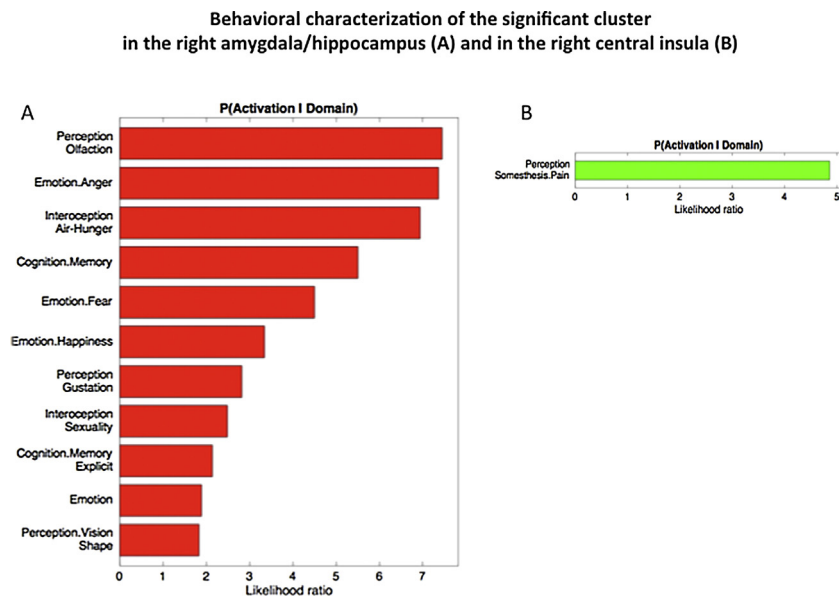 Behavioral characterization of the significant cluster
in the right amygdala/hippocampus (A) and in the right central insula (B)
A
P(Activation I Domain)
Perception
Olfaction
Emotion.Anger
Interoception
Air-Hunger
Cognition.Memory
Emotion.Fear
Emotion.Happiness
Perception
Gustation
Interoception
Sexuality
Cognition.Memory
Explicit
Emotion
Perception.Vision
Shape
0 1 2 3 4 5 6 7
Likelihood ratio
B
P(Activation I Domain)
Perception
Somesthesis.Pain
0 1 2 3 4 5
Likelihood ratio